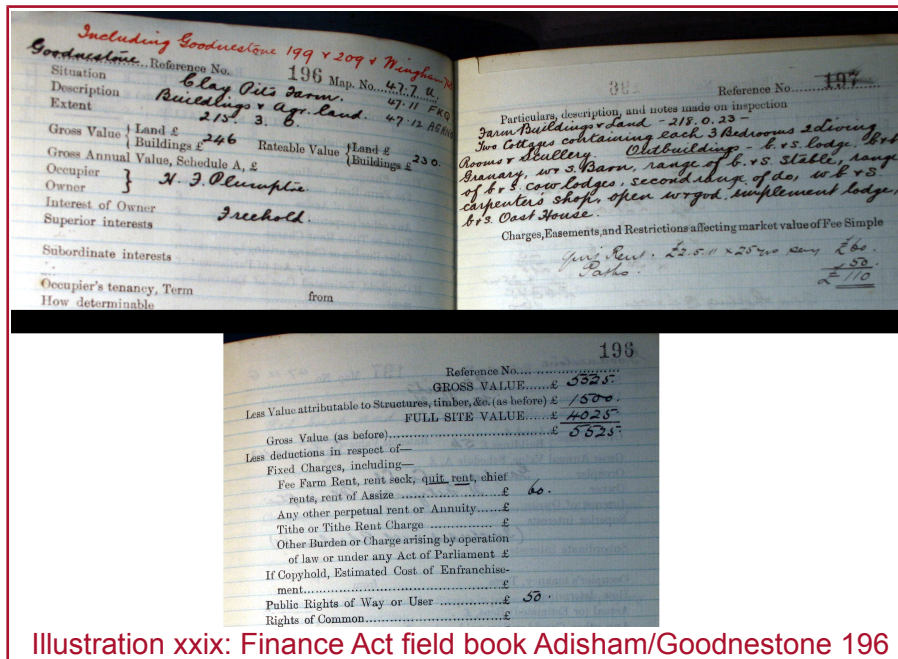 Including Goodnestone 199 & 209 & Wingham
Goodnestone Reference No. 196 Map. No. 47.7 U
Situation Clay Pits Farm. 47.11 FKQ
Description Buildings & Agr. land. 47.12
Extent 215. 3. 6.
Gross Value { Land £ Buildings £ 246 Rateable Value { Land £ Buildings £ 230.
Gross Annual Value, Schedule A, £
Occupier
Owner } H. F. Plumptre.
Interest of Owner Freehold.
Superior interests
Subordinate interests
Occupier's tenancy, Term from
How determinable
Reference No. 197
Particulars, description, and notes made on inspection
Farm Buildings & Land - 218.0.23 -
Two Cottages containing each 3 Bedrooms 2 living
Rooms & Scullery. Outbuildings - b. & s. lodge,
Granary, w & s. Barn, range of b. & s. stable, range
of b & s. cow lodges, second range of do, w b & s
carpenter's shop, open implement lodge,
b & s. Oast House.
Charges, Easements, and Restrictions affecting market value of Fee Simple
Quit Rent. £2.5.11 x 25 £60.
Paths. 50.
£110
196
Reference No.
GROSS VALUE......£ 5525.
Less Value attributable to Structures, timber, &c. (as before) £ 1500.
FULL SITE VALUE......£ 4025
Gross Value (as before)......£ 5525.
Less deductions in respect of—
Fixed Charges, including—
Fee Farm Rent, rent seck, quit rent, chief
rents, rent of Assize ......£ 60.
Any other perpetual rent or Annuity......£
Tithe or Tithe Rent Charge ......£
Other Burden or Charge arising by operation
of law or under any Act of Parliament £
If Copyhold, Estimated Cost of Enfranchise-
ment......£
Public Rights of Way or User ......£ 50.
Rights of Common......£
Illustration xxix: Finance Act field book Adisham/Goodnestone 196